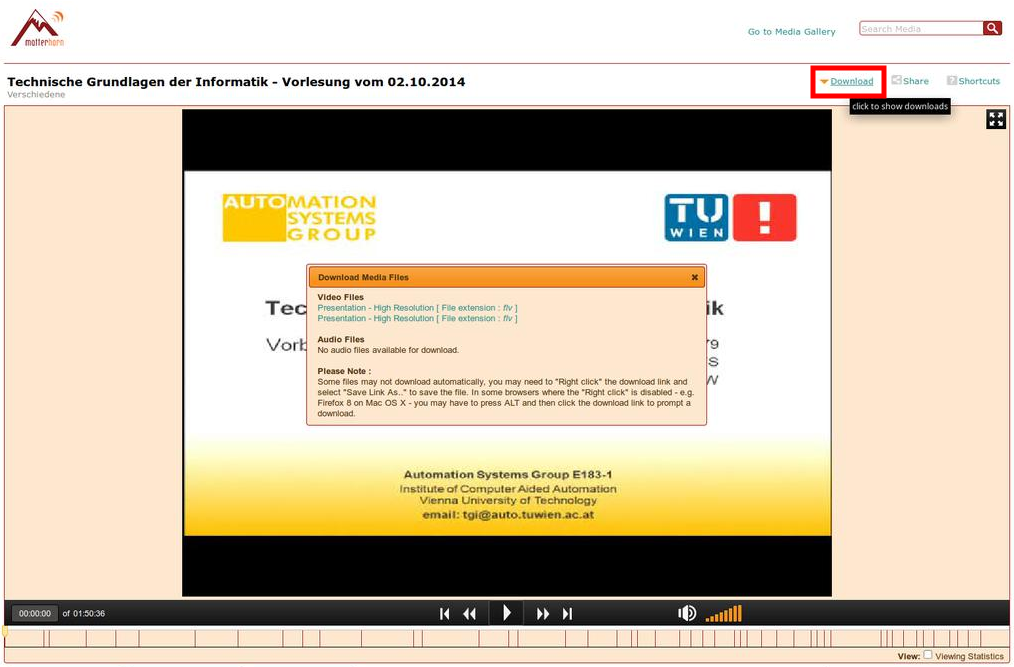 matterhorn
Go to Media Gallery
Search Media
Technische Grundlagen der Informatik - Vorlesung vom 02.10.2014
Verschiedene
Download
Share
? Shortcuts
click to show downloads
AUTOMATION
SYSTEMS
GROUP
TU
WIEN
!
Download Media Files
Video Files
Presentation - High Resolution [ File extension : flv ]
Presentation - High Resolution [ File extension : flv ]
Audio Files
No audio files available for download.
Please Note :
Some files may not download automatically, you may need to "Right click" the download link and
select "Save Link As.." to save the file. In some browsers where the "Right click" is disabled - e.g.
Firefox 8 on Mac OS X - you may have to press ALT and then click the download link to prompt a
download.
Tec
ik
Vorb
Automation Systems Group E183-1
Institute of Computer Aided Automation
Vienna University of Technology
email: tgi@auto.tuwien.ac.at
00:00:00 of 01:50:36
View: Viewing Statistics